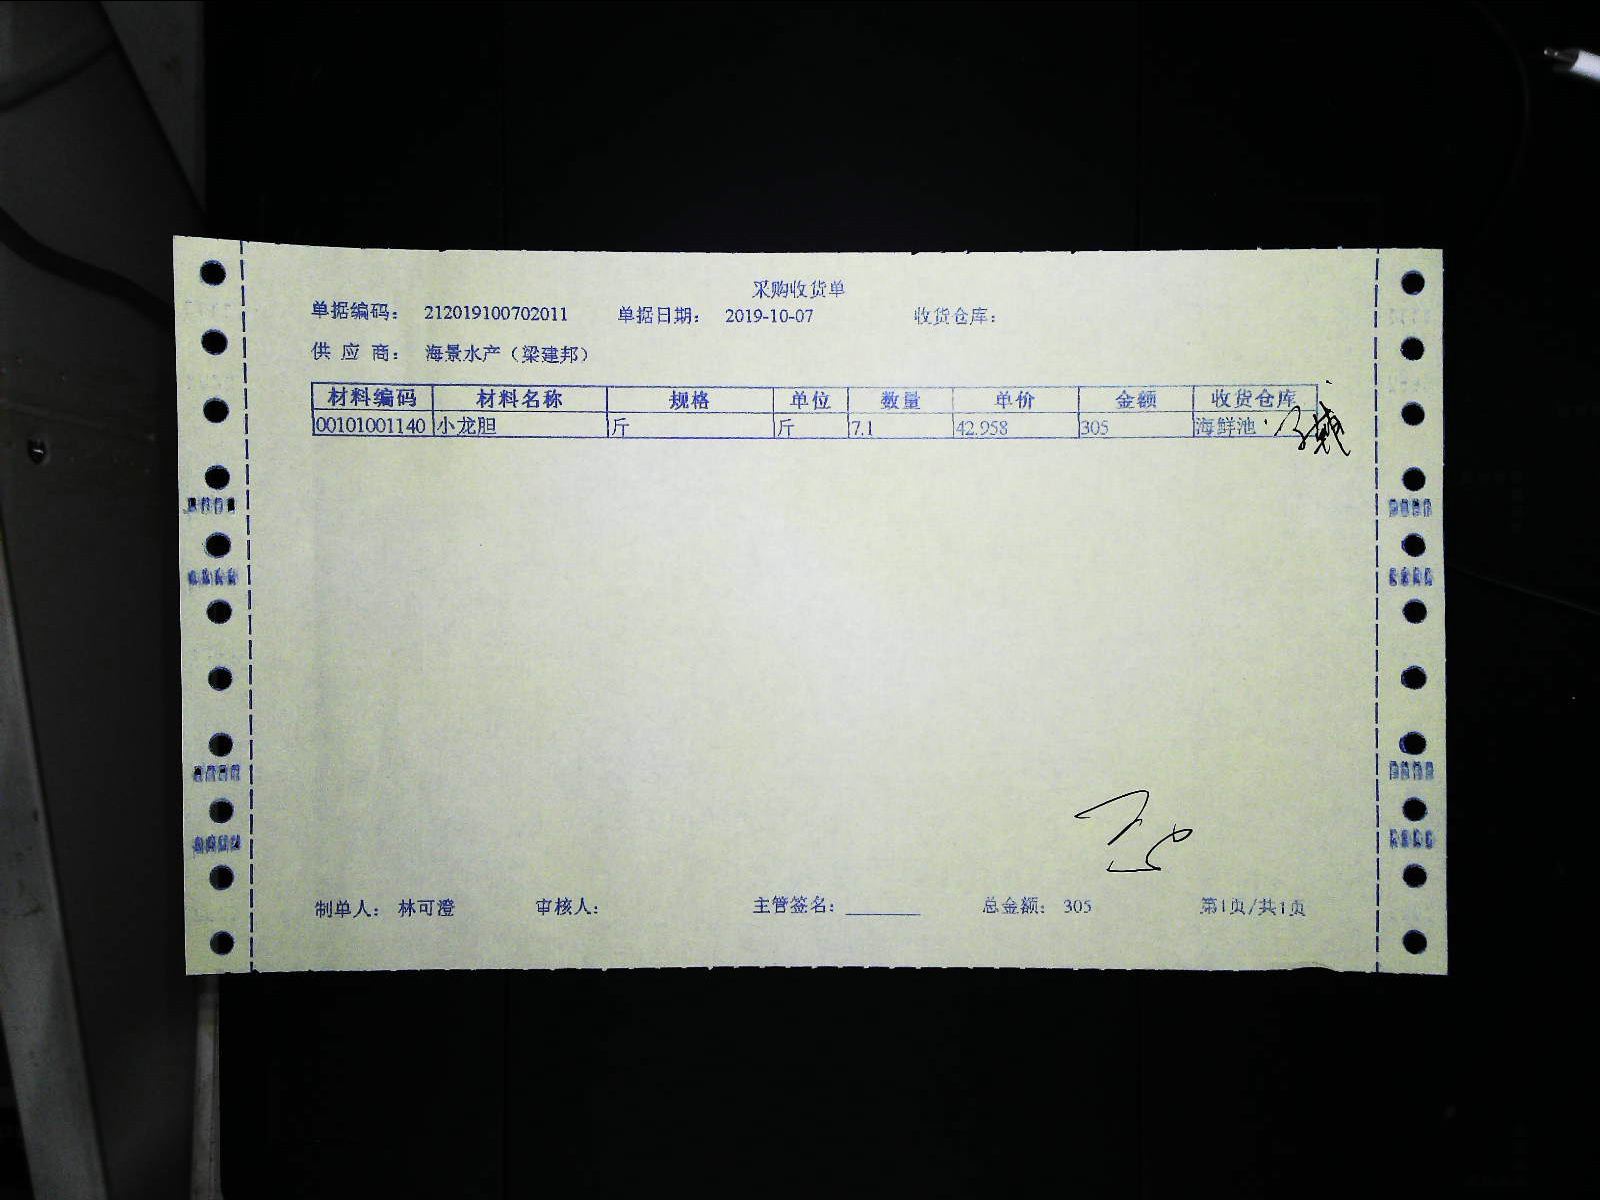 采购收货单
单据编码： 212019100702011 单据日期： 2019-10-07 收货仓库：
供 应 商： 海景水产（梁建邦）
材料编码 材料名称 规格 单位 数量 单价 金额 收货仓库
00101001140 小龙胆 斤 斤 7.1 42.958 305 海鲜池
制单人： 林可澄 审核人： 主管签名：________ 总金额： 305 第1页/共1页